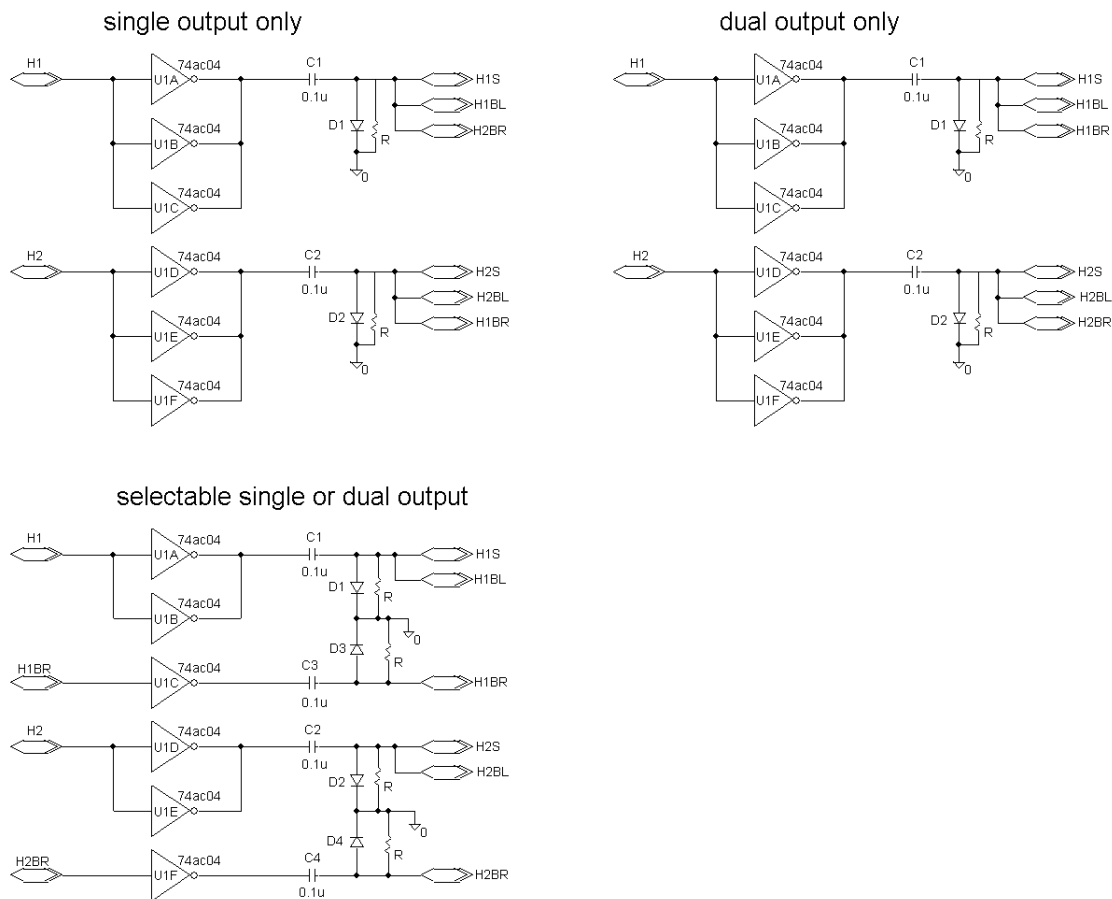 single output only
H1
74ac04
U1A
C1
0.1u
H1S
H1BL
H2BR
D1
R
0
74ac04
U1B
74ac04
U1C
H2
74ac04
U1D
C2
0.1u
H2S
H2BL
H1BR
D2
R
0
74ac04
U1E
74ac04
U1F
dual output only
H1
74ac04
U1A
C1
0.1u
H1S
H1BL
H1BR
D1
R
0
74ac04
U1B
74ac04
U1C
H2
74ac04
U1D
C2
0.1u
H2S
H2BL
H2BR
D2
R
0
74ac04
U1E
74ac04
U1F
selectable single or dual output
H1
74ac04
U1A
C1
0.1u
H1S
H1BL
D1
R
0
74ac04
U1B
D3
R
H1BR
74ac04
U1C
C3
0.1u
H1BR
H2
74ac04
U1D
C2
0.1u
H2S
H2BL
D2
R
0
74ac04
U1E
D4
R
H2BR
74ac04
U1F
C4
0.1u
H2BR